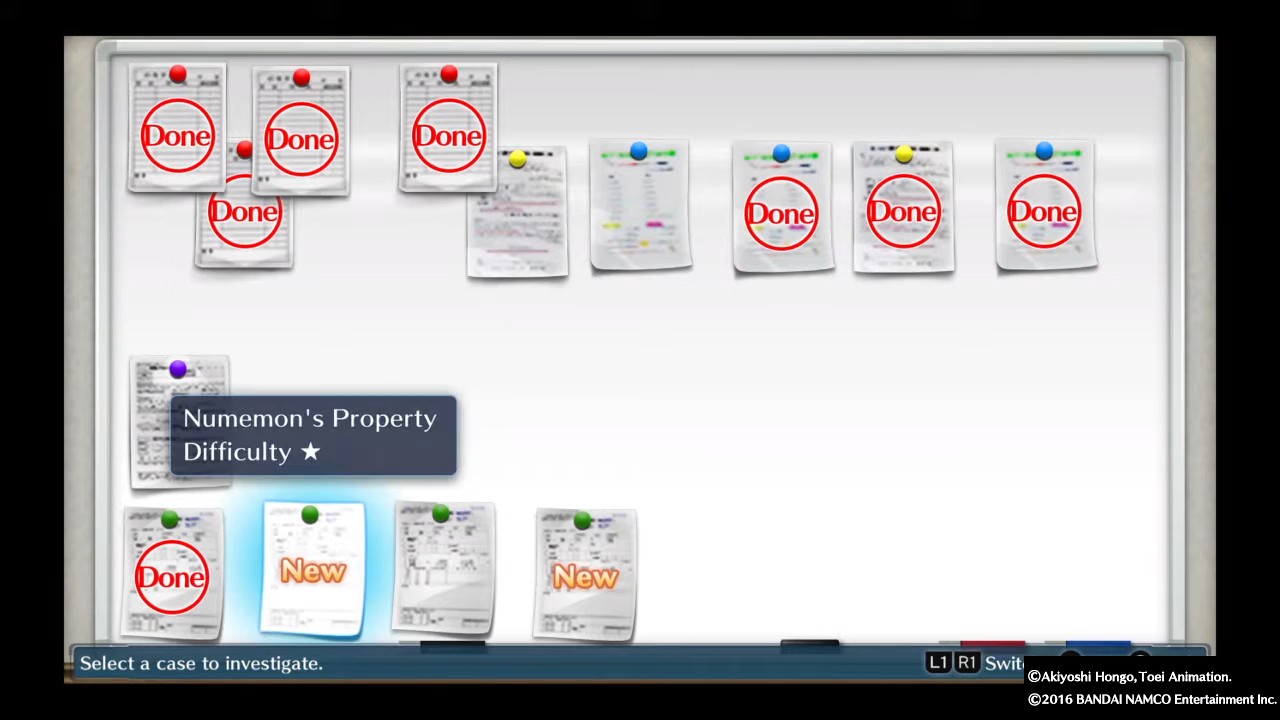 Done
Done
Done
Done
Done
Done
Done
Numemon's Property
Difficulty ★
Done
New
New
Select a case to investigate.
L1 R1
©Akiyoshi Hongo, Toei Animation.
©2016 BANDAI NAMCO Entertainment Inc.